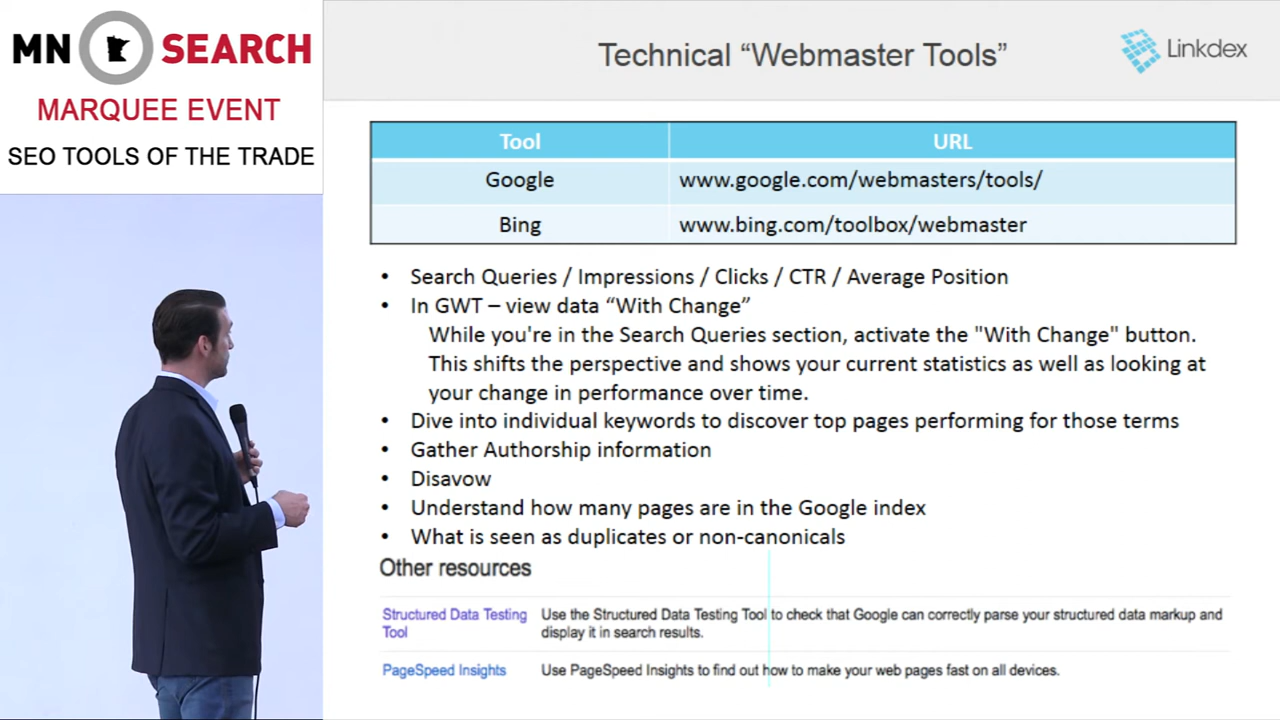 MN SEARCH
MARQUEE EVENT
SEO TOOLS OF THE TRADE
Technical “Webmaster Tools”
Linkdex
Tool URL
Google www.google.com/webmasters/tools/
Bing www.bing.com/toolbox/webmaster
• Search Queries / Impressions / Clicks / CTR / Average Position
• In GWT – view data “With Change”
While you're in the Search Queries section, activate the "With Change" button.
This shifts the perspective and shows your current statistics as well as looking at
your change in performance over time.
• Dive into individual keywords to discover top pages performing for those terms
• Gather Authorship information
• Disavow
• Understand how many pages are in the Google index
• What is seen as duplicates or non-canonicals
Other resources
Structured Data Testing Use the Structured Data Testing Tool to check that Google can correctly parse your structured data markup and
Tool display it in search results.
PageSpeed Insights Use PageSpeed Insights to find out how to make your web pages fast on all devices.